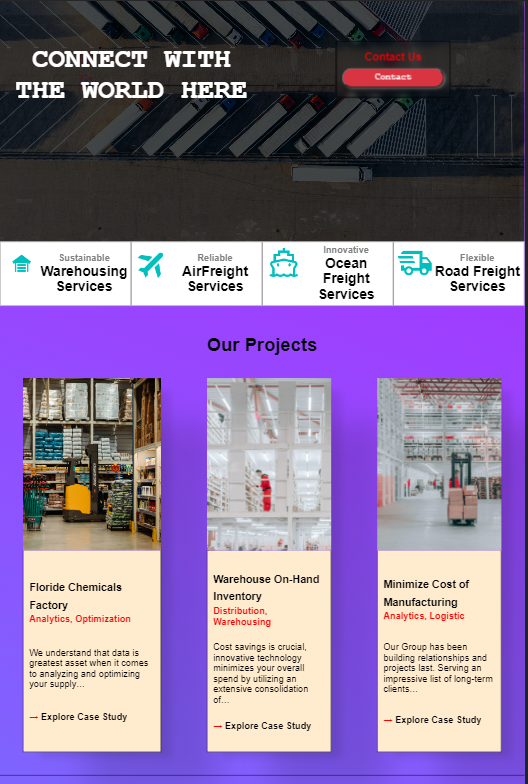 CONNECT WITH
THE WORLD HERE
Contact Us
Contact
Sustainable
Warehousing
Services
Reliable
AirFreight
Services
Innovative
Ocean
Freight
Services
Flexible
Road Freight
Services
Our Projects
Floride Chemicals
Factory
Analytics, Optimization
We understand that data is
greatest asset when it comes
to analyzing and optimizing
your supply...
→ Explore Case Study
Warehouse On-Hand
Inventory
Distribution,
Warehousing
Cost savings is crucial,
innovative technology
minimizes your overall
spend by utilizing an
extensive consolidation
of...
→ Explore Case Study
Minimize Cost of
Manufacturing
Analytics, Logistic
Our Group has been
building relationships and
projects last. Serving an
impressive list of long-term
clients...
→ Explore Case Study